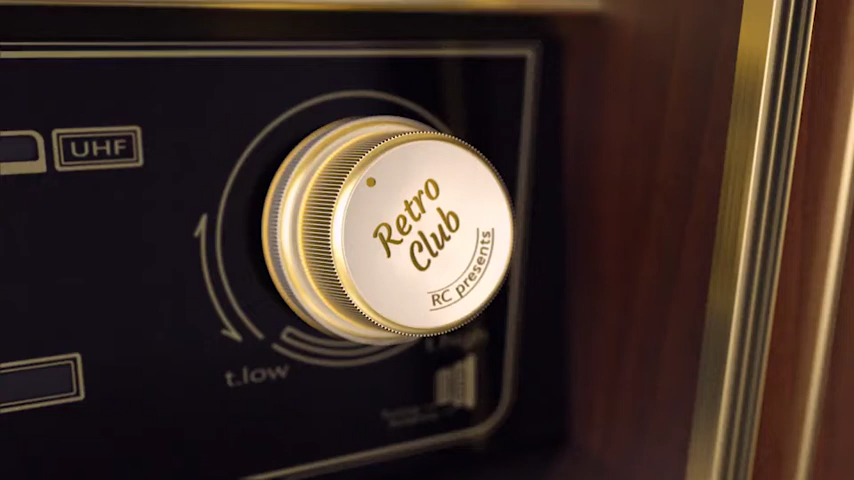 UHF
Retro
Club
RC presents
t.low